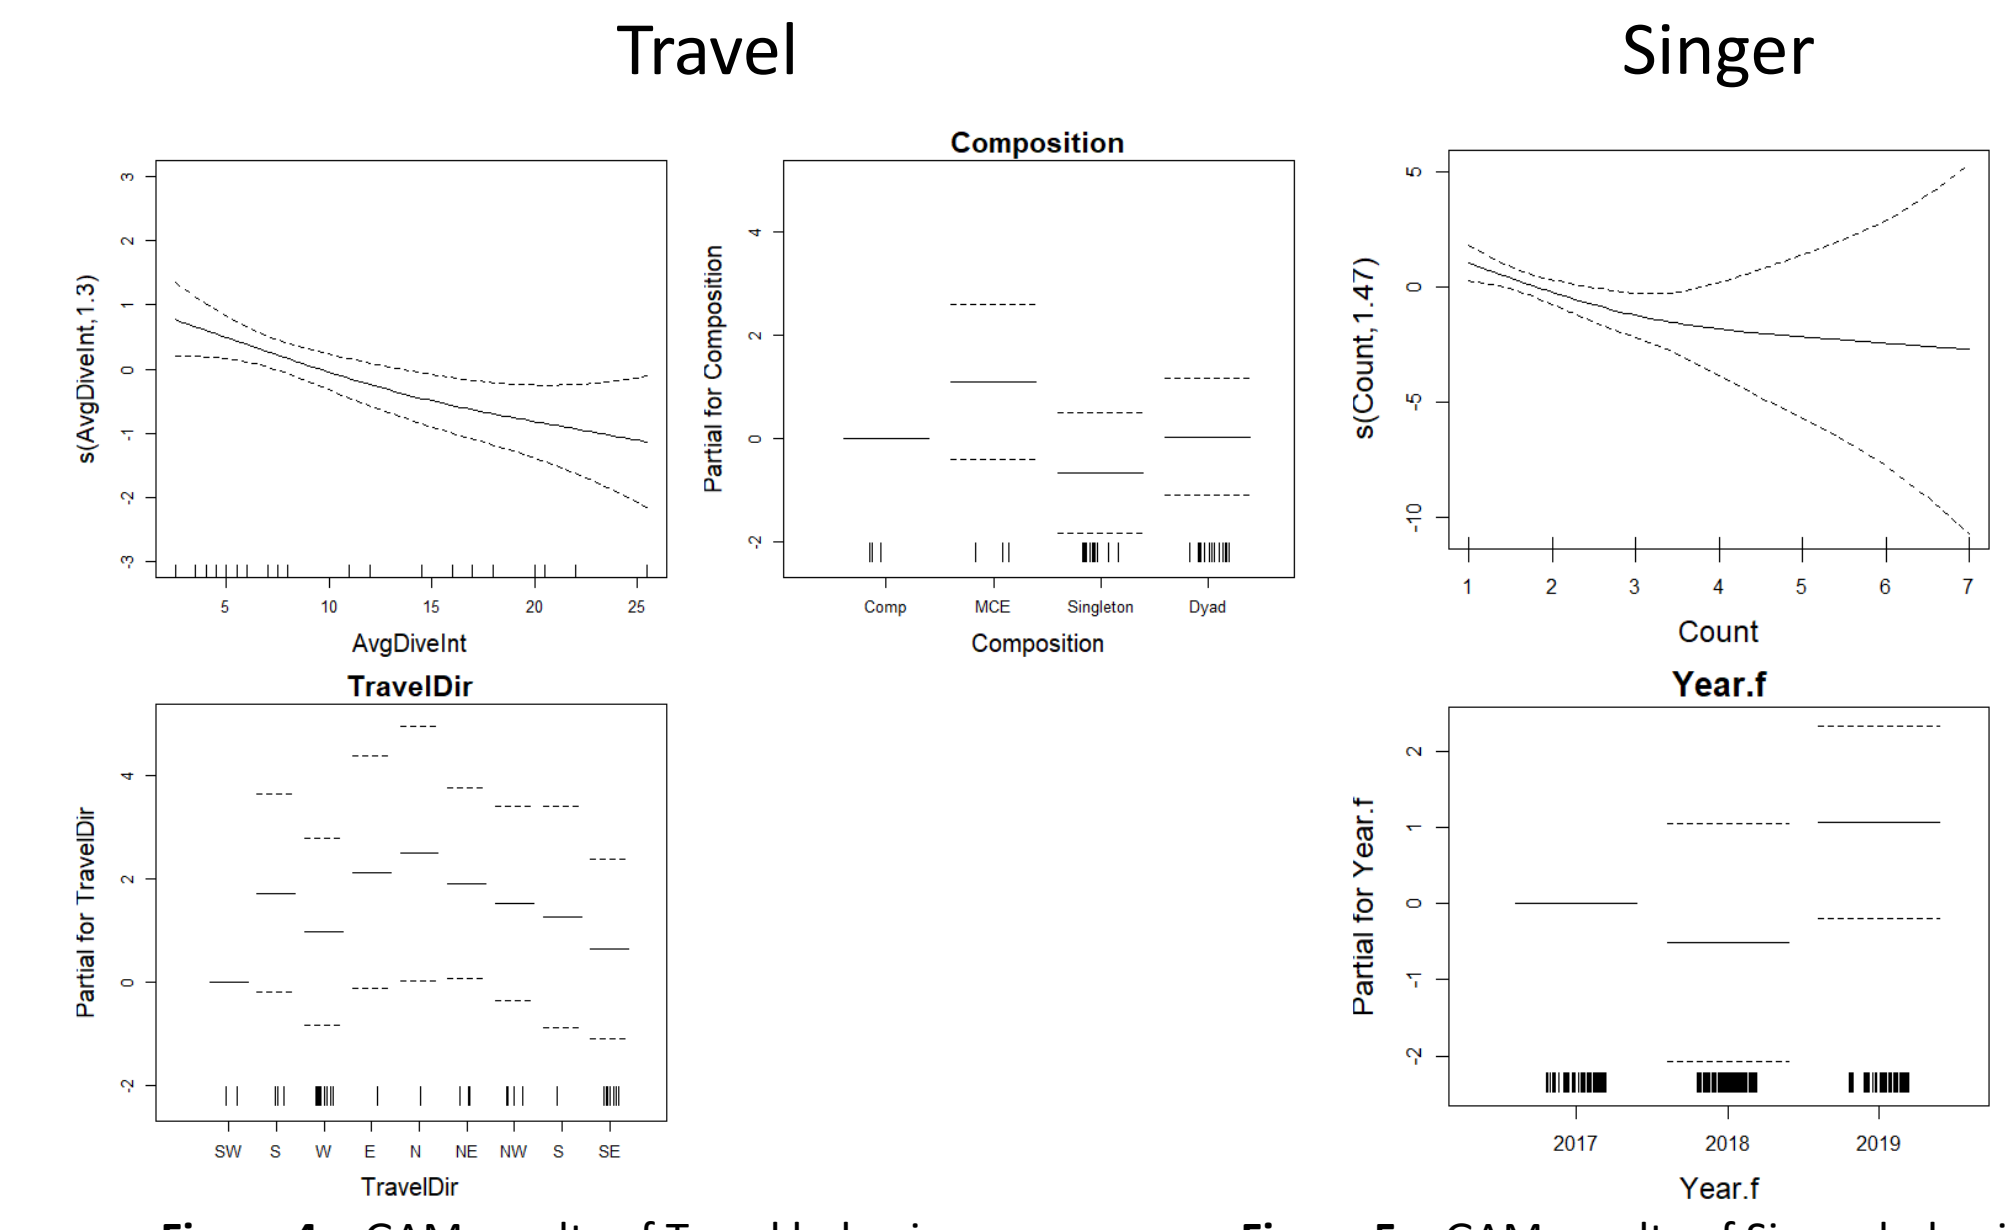 Travel
Singer
s(AvgDiveInt,1.3)
3
2
1
0
-1
-2
-3
5
10
15
20
25
AvgDiveInt
Composition
Partial for Composition
4
2
0
-2
Comp
MCE
Singleton
Dyad
Composition
s(Count,1.47)
5
0
-5
-10
1
2
3
4
5
6
7
Count
TravelDir
Partial for TravelDir
4
2
0
-2
SW
S
W
E
N
NE
NW
S
SE
TravelDir
Year.f
Partial for Year.f
2
1
0
-1
-2
2017
2018
2019
Year.f